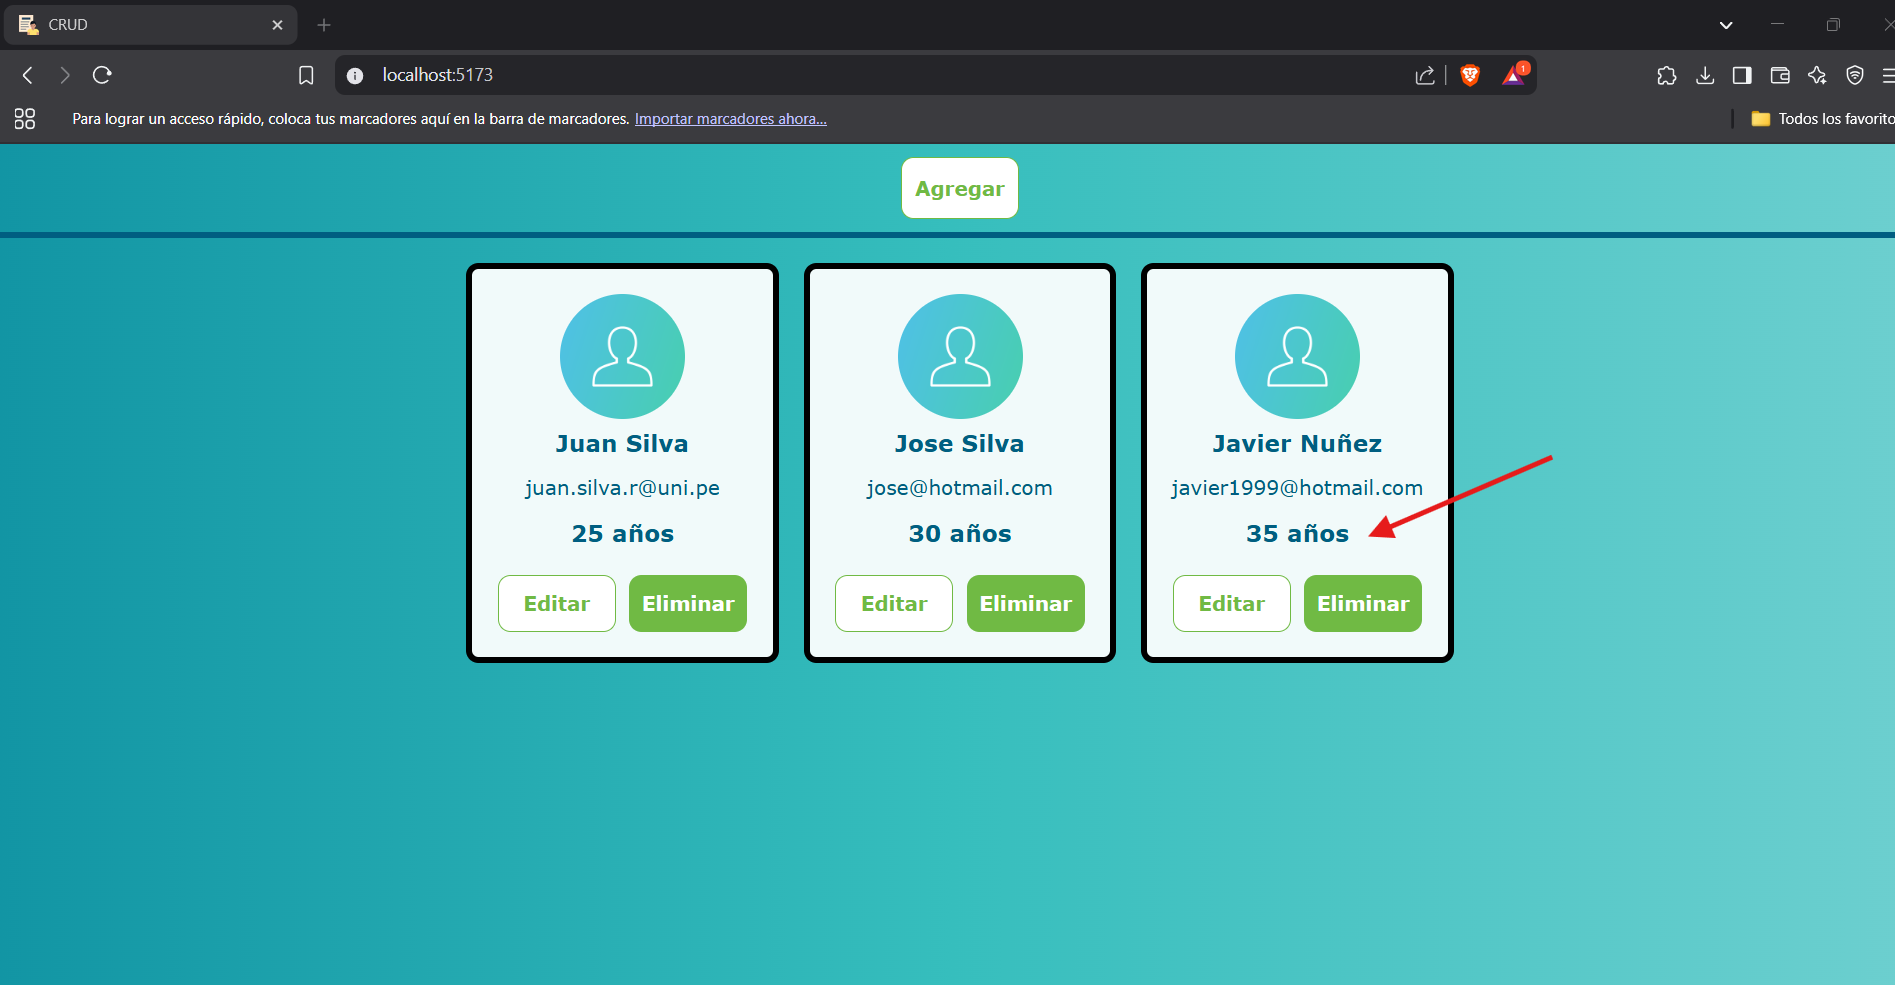 CRUD
localhost:5173
1
Para lograr un acceso rápido, coloca tus marcadores aquí en la barra de marcadores. Importar marcadores ahora...
Todos los favorito
Agregar
Juan Silva
juan.silva.r@uni.pe
25 años
Editar
Eliminar
Jose Silva
jose@hotmail.com
30 años
Editar
Eliminar
Javier Nuñez
javier1999@hotmail.com
35 años
Editar
Eliminar